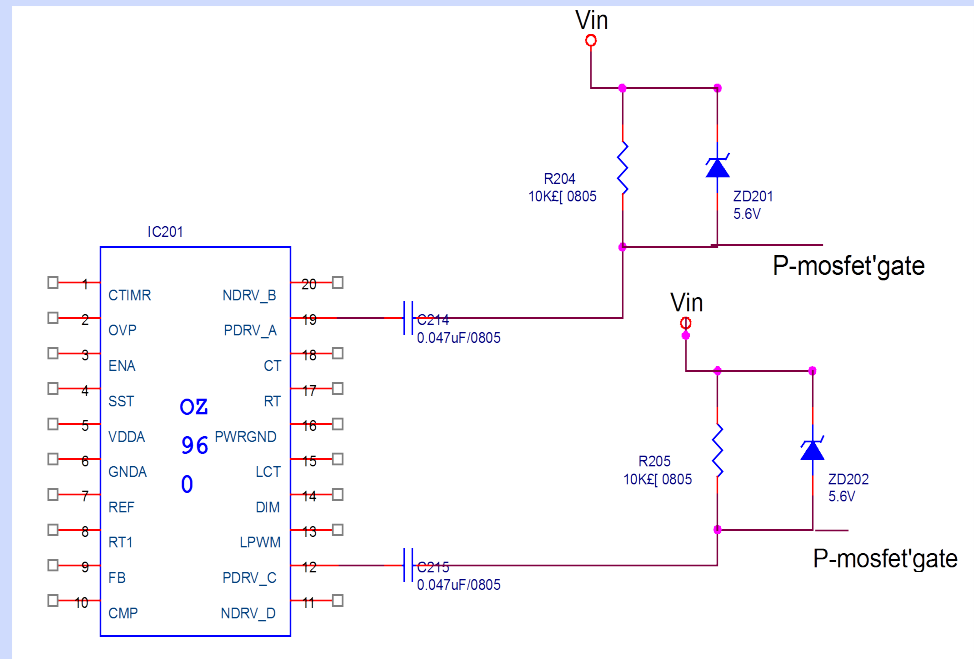 Vin
R204
10K£[ 0805
ZD201
5.6V
P-mosfet'gate
IC201
1
CTIMR
2
OVP
3
ENA
4
SST
5
VDDA
6
GNDA
7
REF
8
RT1
9
FB
10
CMP
OZ
96
0
20
NDRV_B
19
PDRV_A
18
CT
17
RT
16
PWRGND
15
LCT
14
DIM
13
LPWM
12
PDRV_C
11
NDRV_D
C214
0.047uF/0805
Vin
R205
10K£[ 0805
ZD202
5.6V
P-mosfet'gate
C215
0.047uF/0805